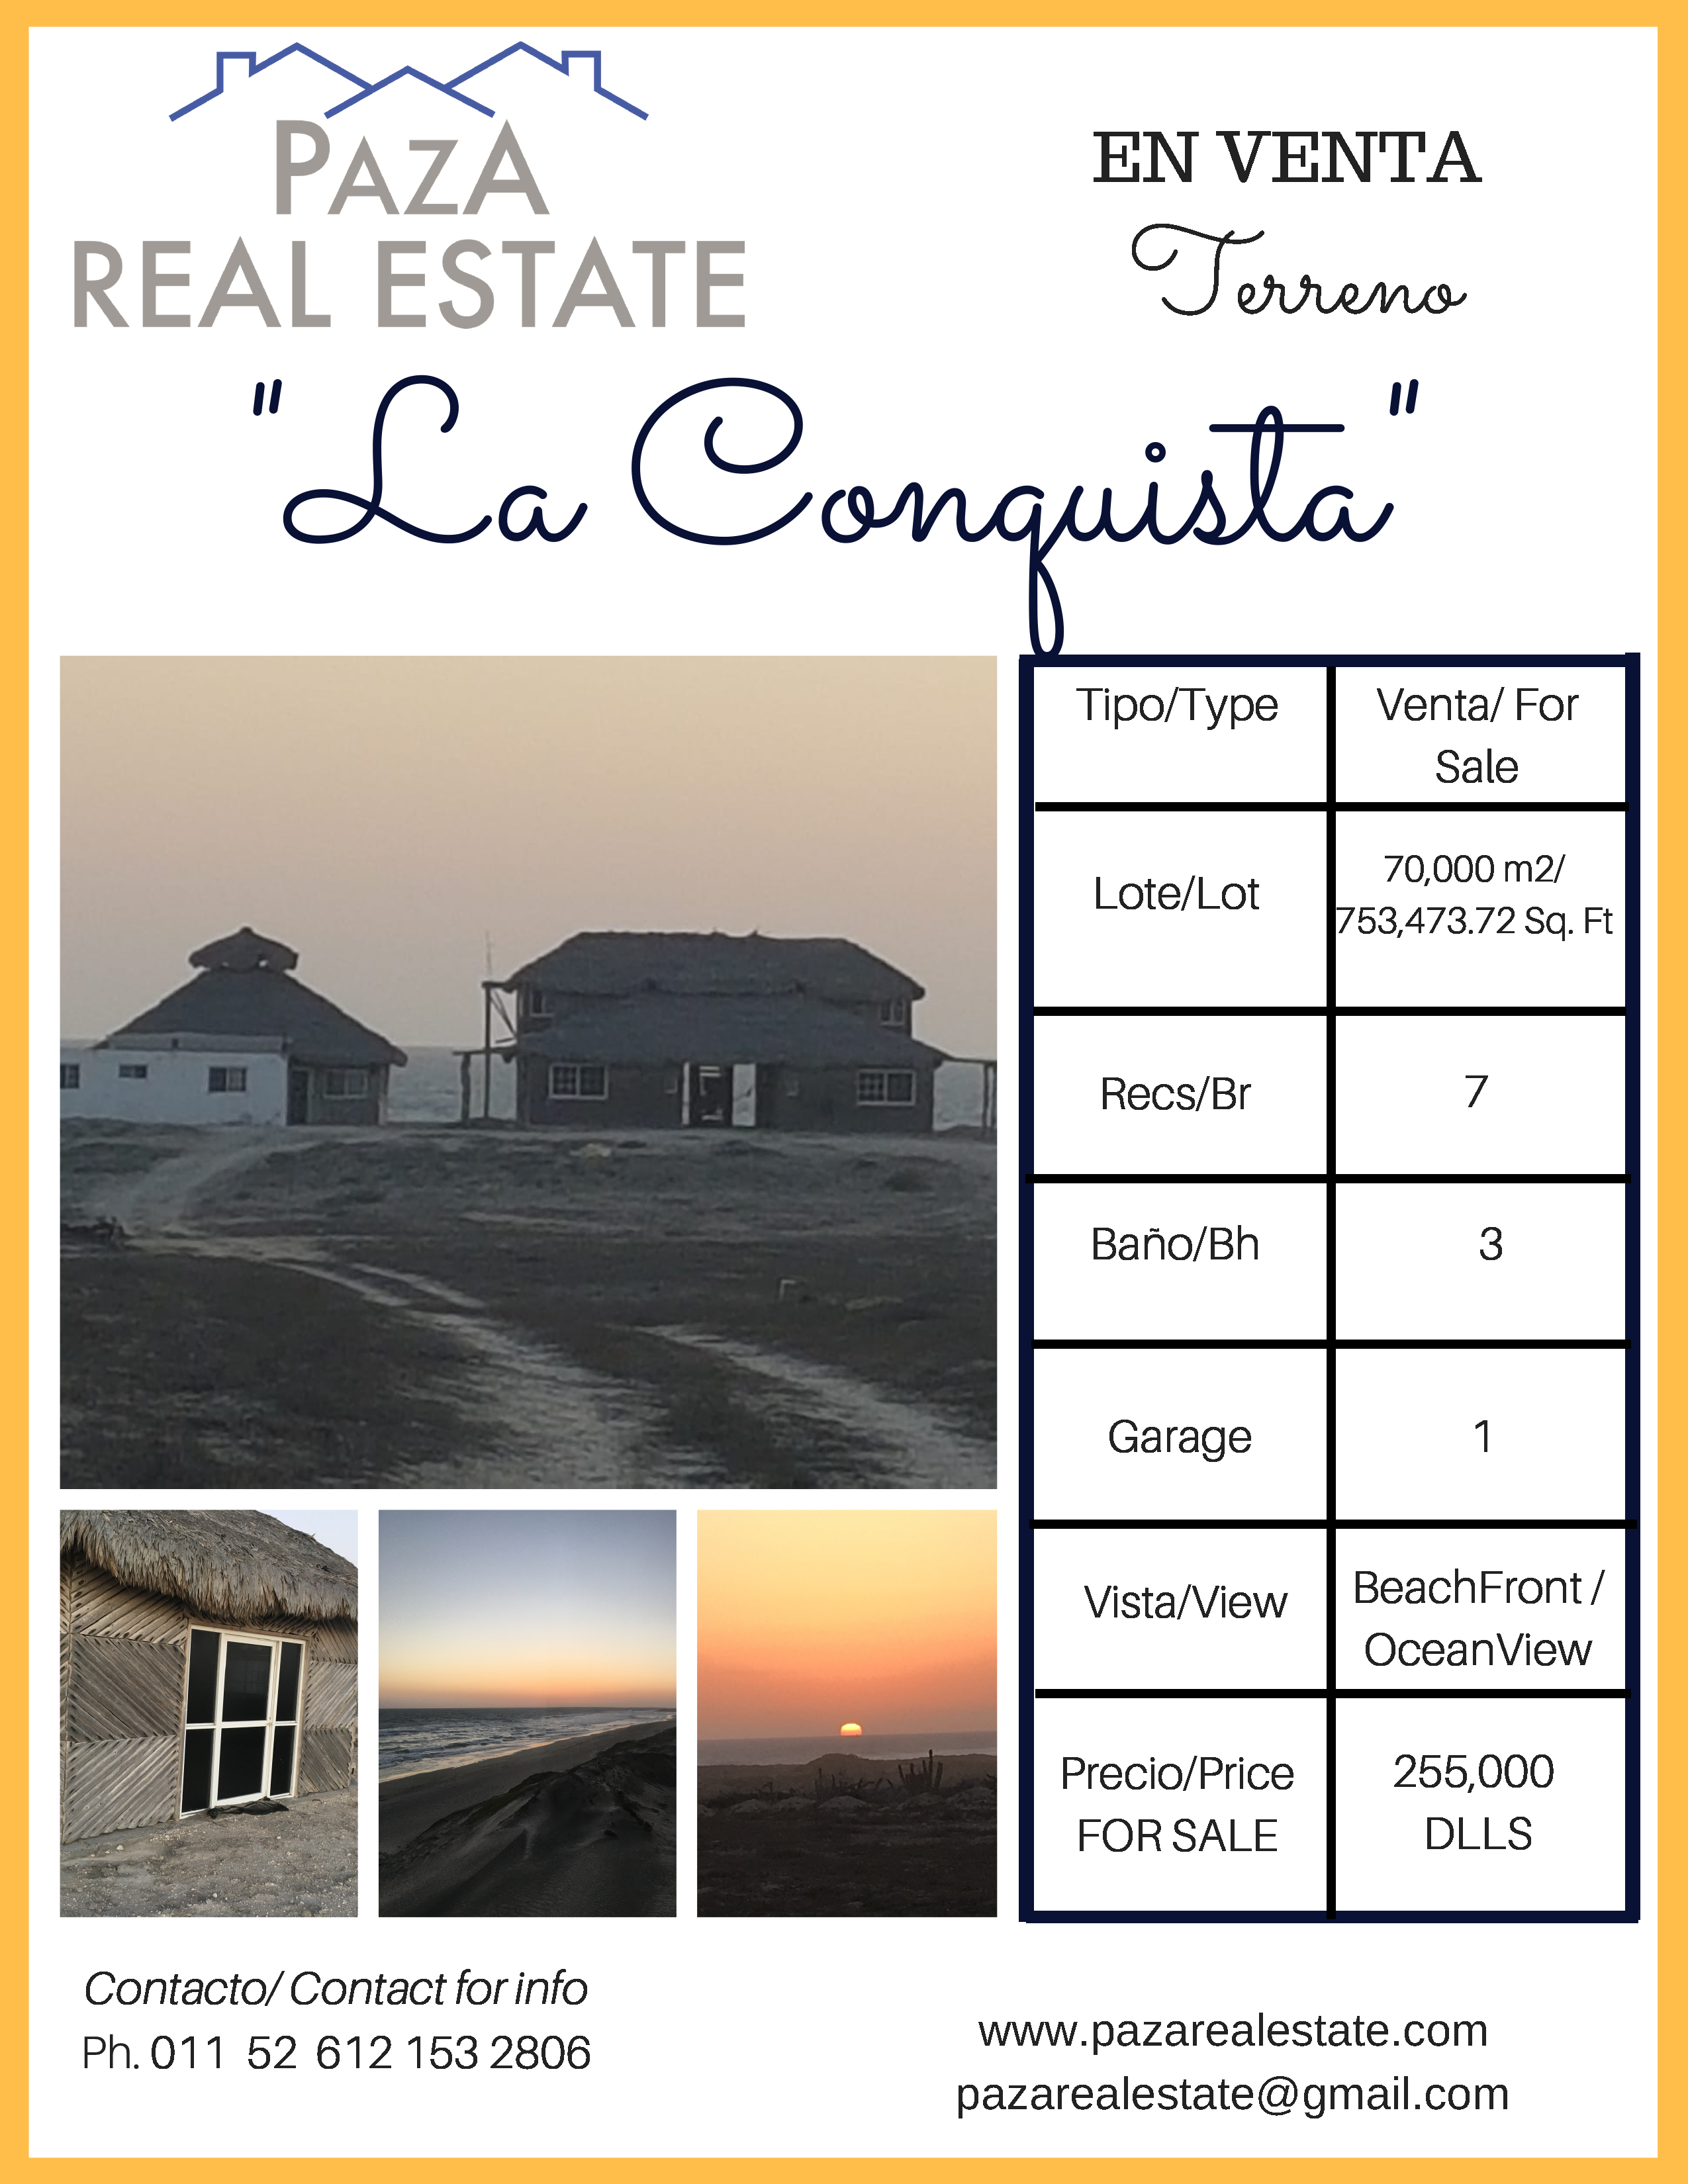 PAZA
REAL ESTATE
EN VENTA
Terreno
"La Conquista"
Tipo/Type
Venta/ For
Sale
Lote/Lot
70,000 m2/
753,473.72 Sq. Ft
Recs/Br
7
Baño/Bh
3
Garage
1
Vista/View
BeachFront /
OceanView
Precio/Price
FOR SALE
255,000
DLLS
Contacto/ Contact for info
Ph. 011 52 612 153 2806
www.pazarealestate.com
pazarealestate@gmail.com